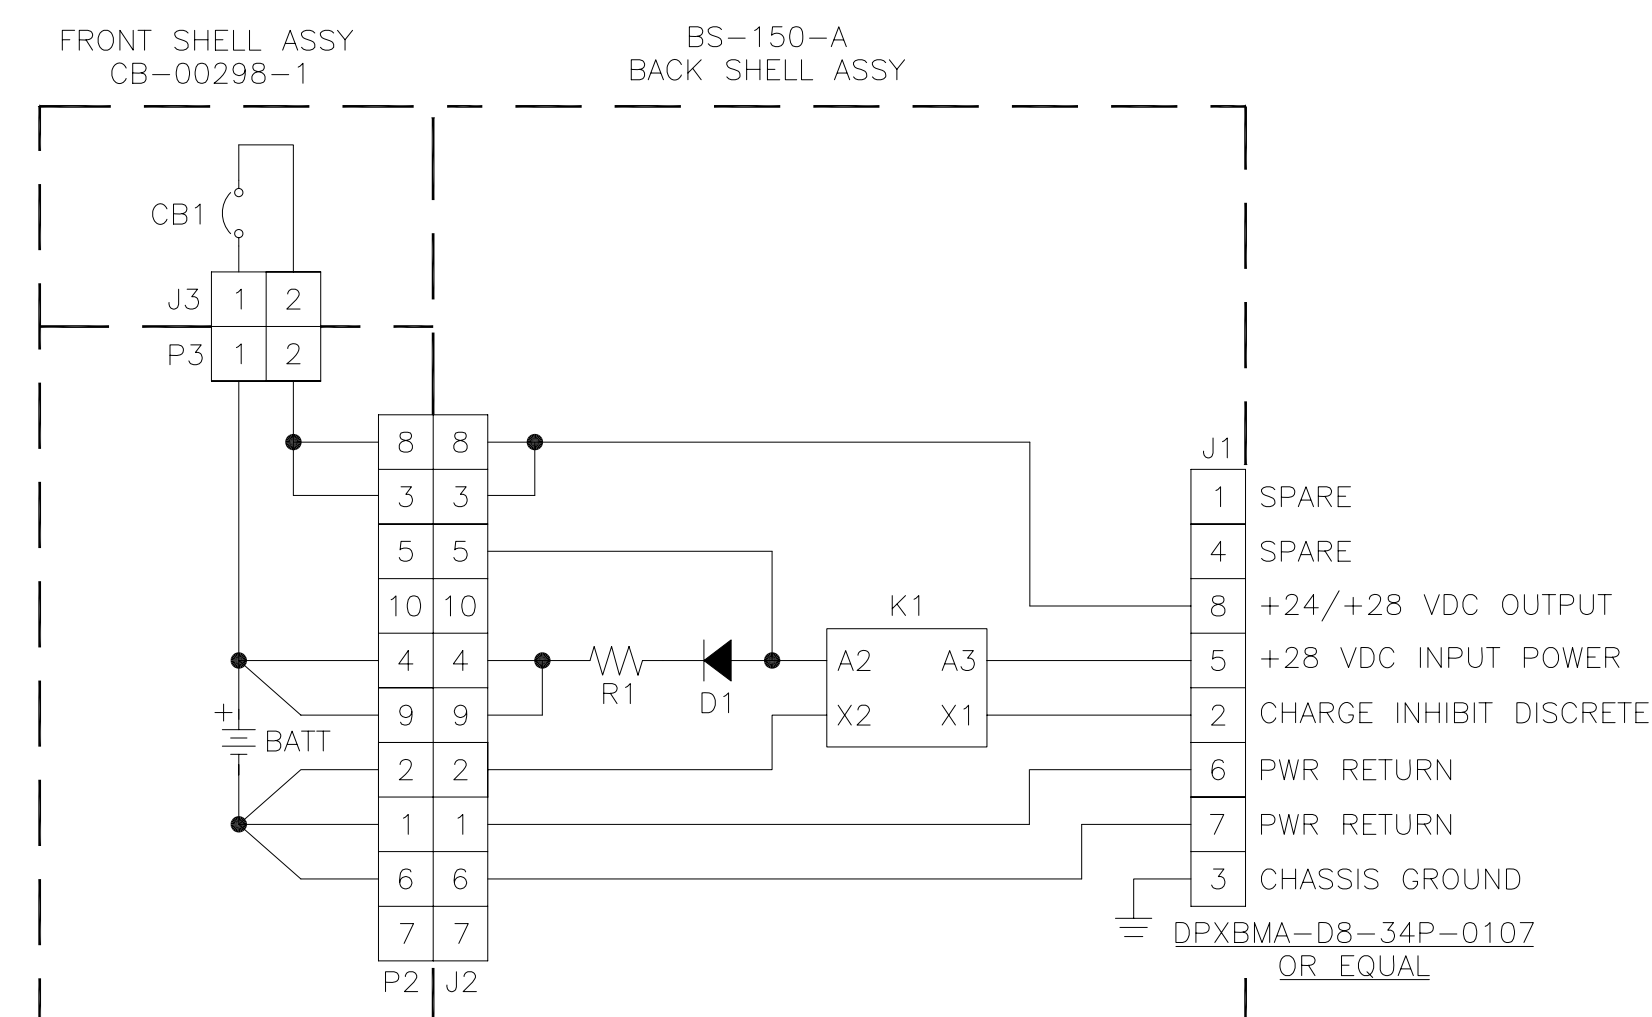 FRONT SHELL ASSY
CB-00298-1
BS-150-A
BACK SHELL ASSY
CB1
J3 1 2
P3 1 2
8 8
3 3
5 5
10 10
4 4
9 9
2 2
1 1
6 6
7 7
P2 J2
+
BATT
R1
D1
K1
A2 A3
X2 X1
J1
1 SPARE
4 SPARE
8 +24/+28 VDC OUTPUT
5 +28 VDC INPUT POWER
2 CHARGE INHIBIT DISCRETE
6 PWR RETURN
7 PWR RETURN
3 CHASSIS GROUND
DPXBMA-D8-34P-0107
OR EQUAL